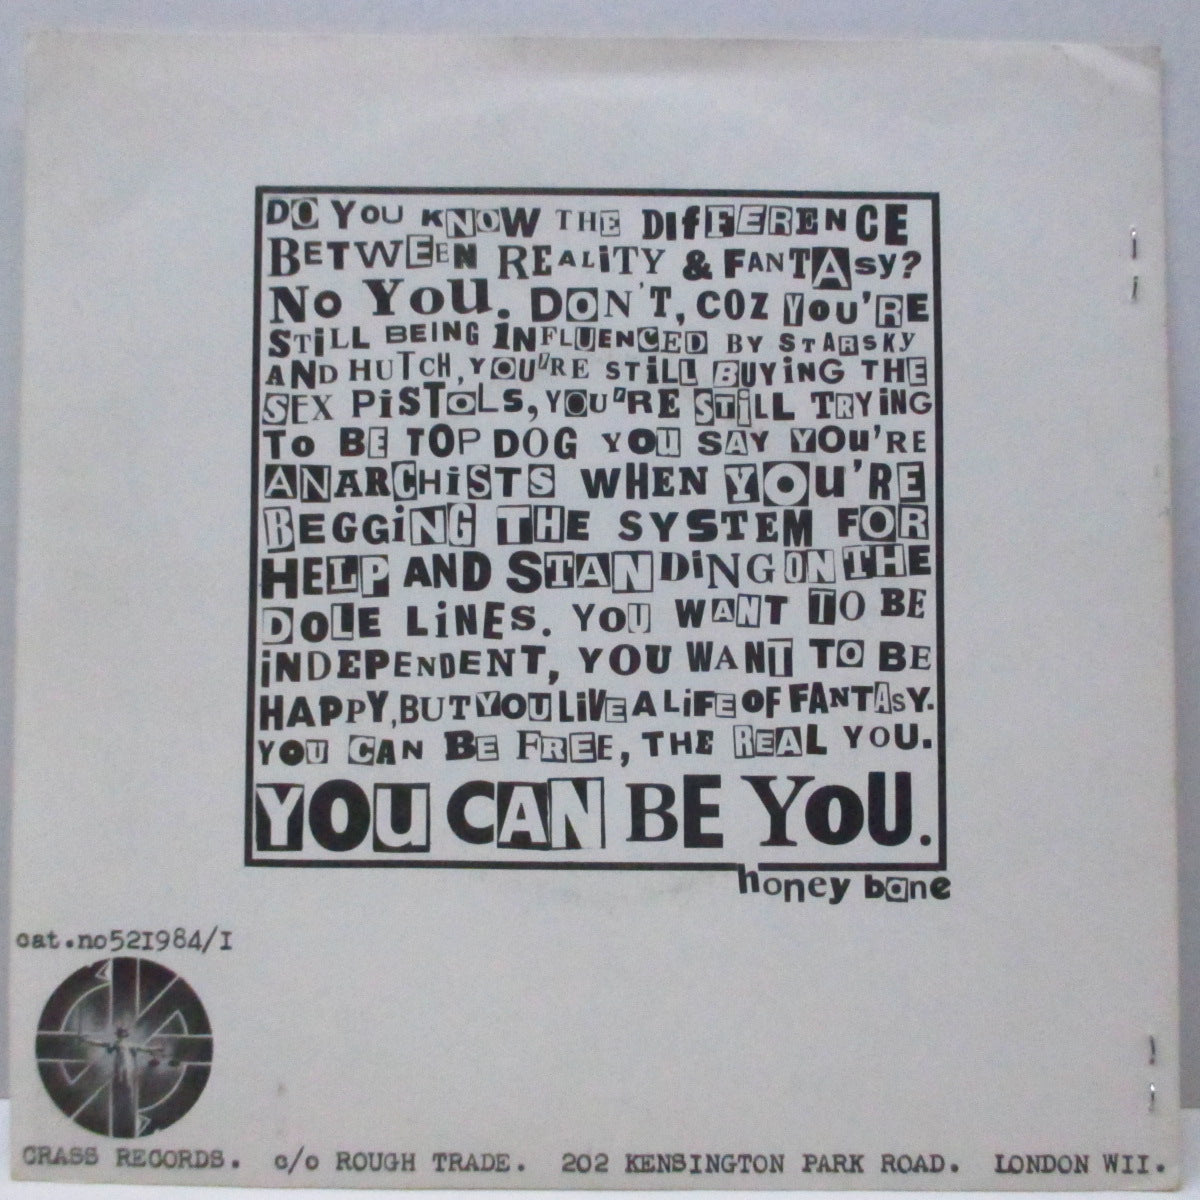 DO YOU KNOW THE DiffERENCE
BETWEEN REALiTY & FANTASY?
NO YOU. DON'T, COZ YOU'RE
STiLL BEING INFLUENCED BY STARSKY
AND HUTCH, YOU'RE STiLL BUYiNG THE
SEX PiSTOLS, YOU'RE STiLL TRYiNG
TO BE TOP DOG YOU SAY YOU'RE
ANARCHiSTS WHEN YOU'RE
BEGGiNG THE SYSTEM FOR
HELP AND STANDiNG ON THE
DOLE LiNES. YOU WANT TO BE
iNDEPENDENT, YOU WANT TO BE
HAPPY, BUT YOU LiVE A LiFE OF FANTASY.
YOU CAN BE FREE, THE REAL YOU.
YOU CAN BE YOU.
honey bane
cat.no521984/I
CRASS RECORDS. c/o ROUGH TRADE. 202 KENSINGTON PARK ROAD. LONDON WII.